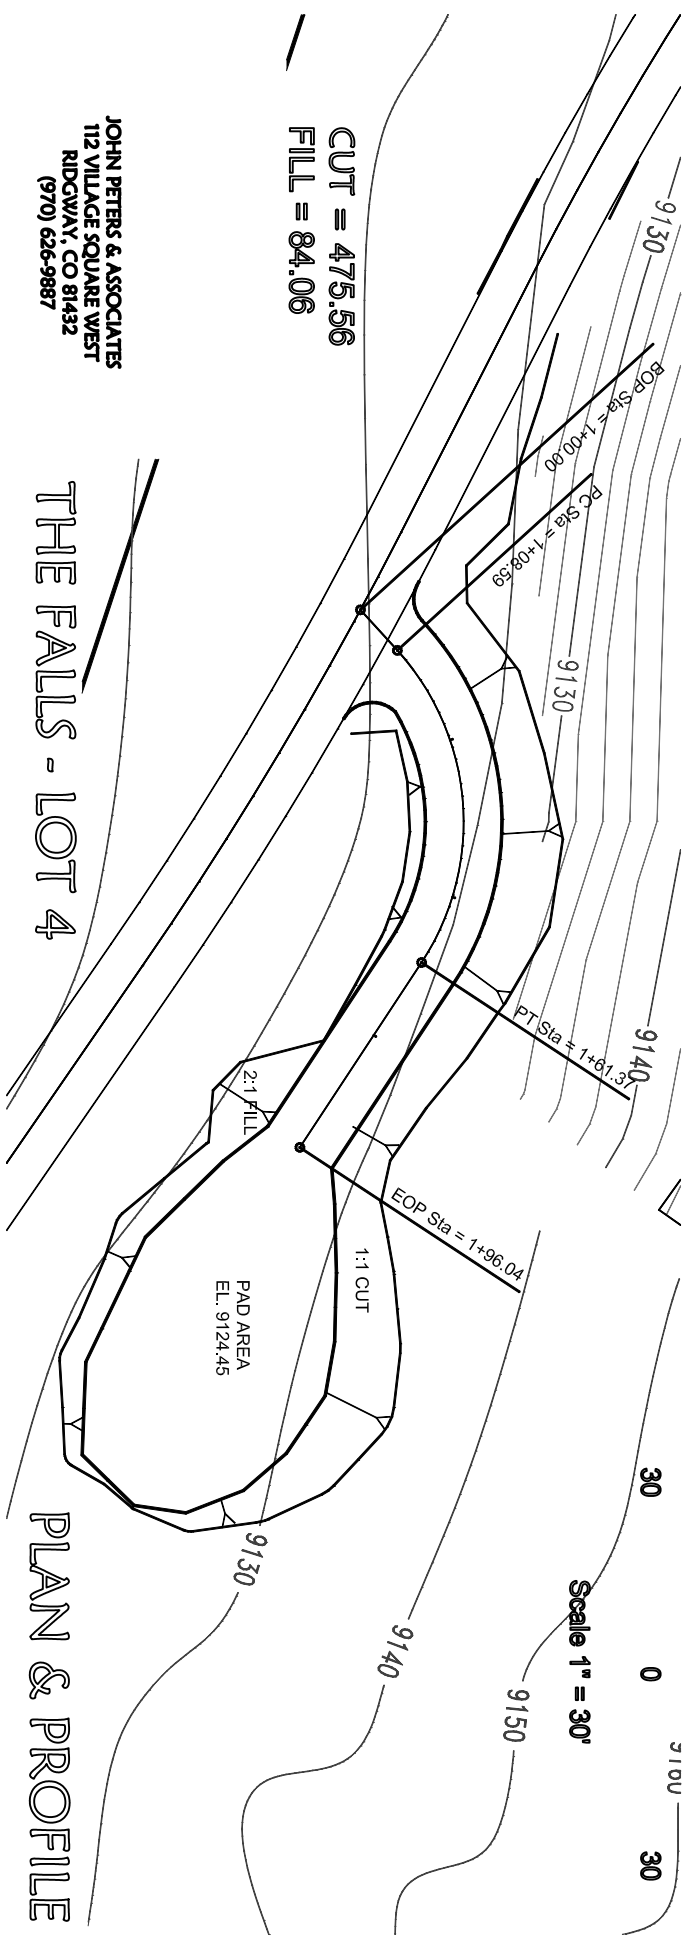 9130
BOP Sta = 1+00.00
PC Sta = 1+08.59
9130
PT Sta = 1+61.37
9140
EOP Sta = 1+96.04
1:1 CUT
2:1 FILL
PAD AREA
EL. 9124.45
9130
9140
9150
9160
30 0 30
Scale 1" = 30'
CUT = 475.56
FILL = 84.06
JOHN PETERS & ASSOCIATES
112 VILLAGE SQUARE WEST
RIDGWAY, CO 81432
(970) 626-9887
THE FALLS - LOT 4
PLAN & PROFILE